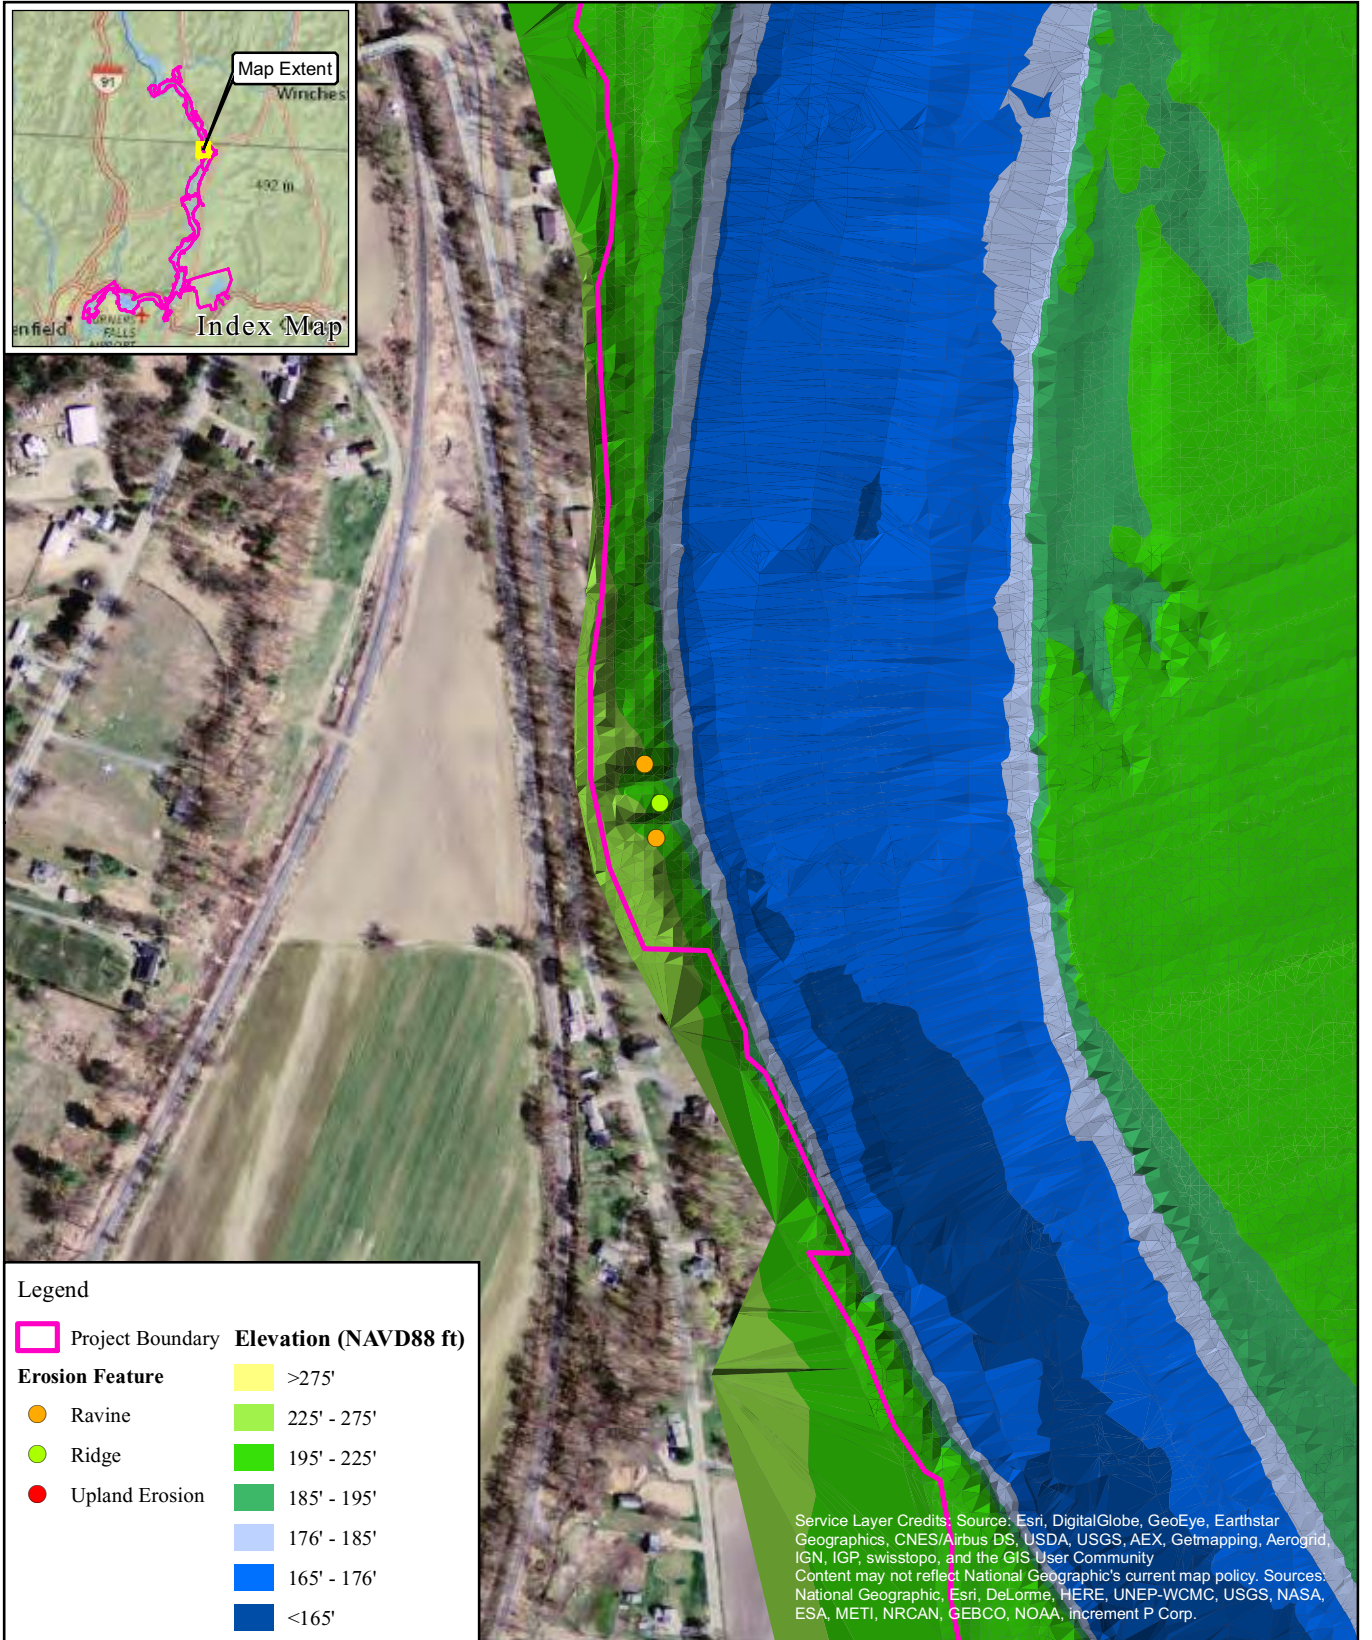 Map Extent
91
Winches
492 m
enfield
FALLS
Index Map
Legend
Project Boundary
Erosion Feature
Ravine
Ridge
Upland Erosion
Elevation (NAVD88 ft)
>275'
225' - 275'
195' - 225'
185' - 195'
176' - 185'
165' - 176'
<165'
Service Layer Credits: Source: Esri, DigitalGlobe, GeoEye, Earthstar
Geographics, CNES/Airbus DS, USDA, USGS, AEX, Getmapping, Aerogrid,
IGN, IGP, swisstopo, and the GIS User Community
Content may not reflect National Geographic's current map policy. Sources:
National Geographic, Esri, DeLorme, HERE, UNEP-WCMC, USGS, NASA,
ESA, METI, NRCAN, GEBCO, NOAA, increment P Corp.